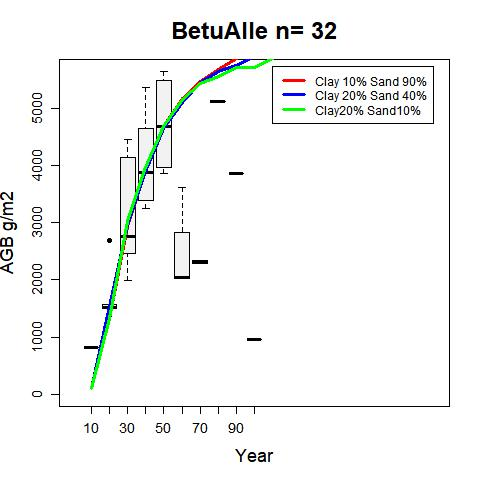 BetuAlle n= 32
Clay 10% Sand 90%
Clay 20% Sand 40%
Clay20% Sand10%
AGB g/m2
5000
4000
3000
2000
1000
0
10 30 50 70 90
Year